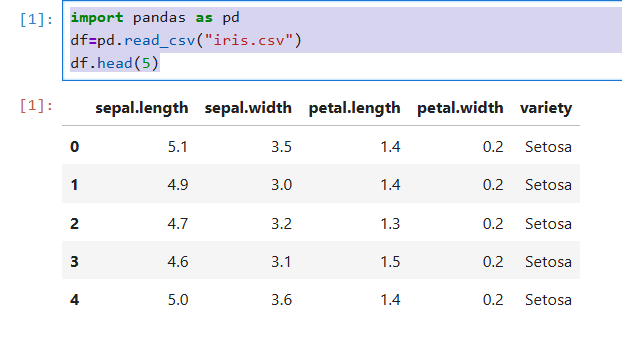 [1]: import pandas as pd
df=pd.read_csv("iris.csv")
df.head(5)
[1]: sepal.length sepal.width petal.length petal.width variety
0 5.1 3.5 1.4 0.2 Setosa
1 4.9 3.0 1.4 0.2 Setosa
2 4.7 3.2 1.3 0.2 Setosa
3 4.6 3.1 1.5 0.2 Setosa
4 5.0 3.6 1.4 0.2 Setosa